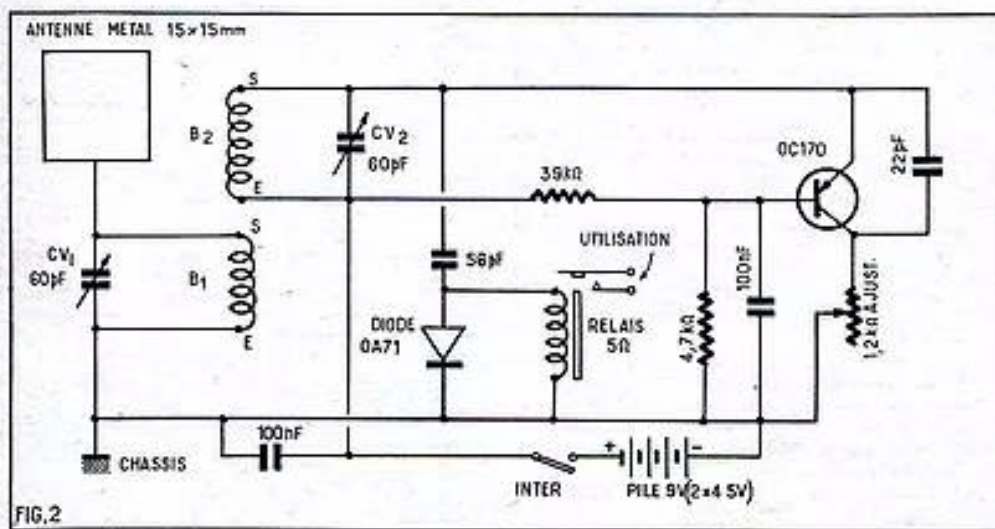 ANTENNE METAL 15×15mm
S
B2
CV2
60pF
E
39kΩ
OC170
22pF
S
CV1
60pF
B1
E
56pF
UTILISATION
DIODE
OA71
RELAIS
5Ω
4,7kΩ
100nF
1,2kΩ AJUST.
100nF
CHASSIS
INTER
+
-
PILE 9V(2×4 5V)
FIG.2